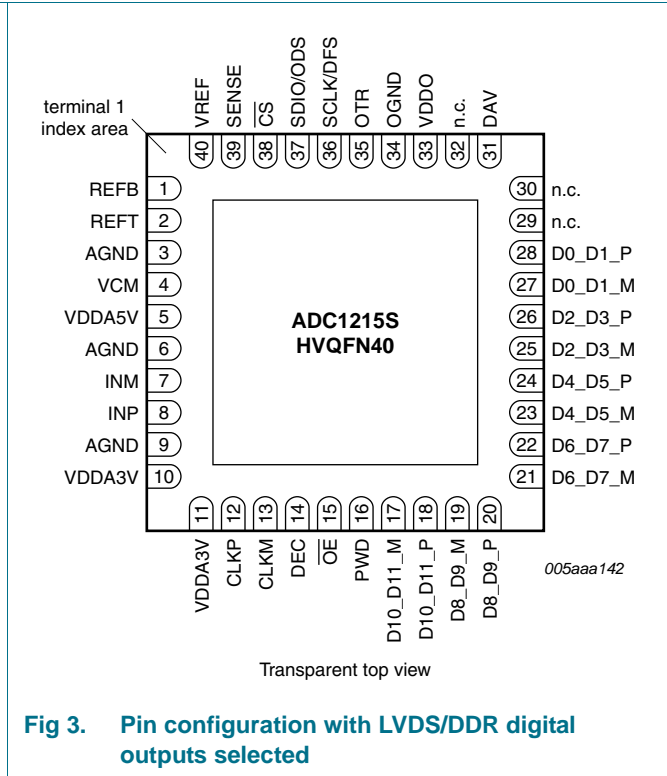 terminal 1
index area
VREF
SENSE
CS
SDIO/ODS
SCLK/DFS
OTR
OGND
VDDO
n.c.
DAV
40
39
38
37
36
35
34
33
32
31
REFB 1
REFT 2
AGND 3
VCM 4
VDDA5V 5
AGND 6
INM 7
INP 8
AGND 9
VDDA3V 10
ADC1215S
HVQFN40
30 n.c.
29 n.c.
28 D0_D1_P
27 D0_D1_M
26 D2_D3_P
25 D2_D3_M
24 D4_D5_P
23 D4_D5_M
22 D6_D7_P
21 D6_D7_M
11
12
13
14
15
16
17
18
19
20
VDDA3V
CLKP
CLKM
DEC
OE
PWD
D10_D11_M
D10_D11_P
D8_D9_M
D8_D9_P
005aaa142
Transparent top view
Fig 3. Pin configuration with LVDS/DDR digital
outputs selected